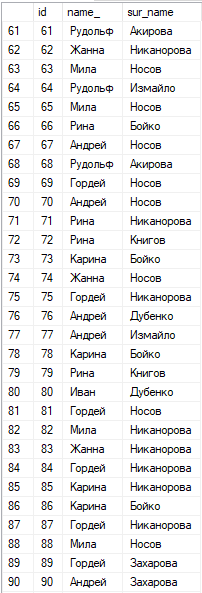 id name_ sur_name
61 61 Рудольф Акирова
62 62 Жанна Никанорова
63 63 Мила Носов
64 64 Рудольф Измайло
65 65 Мила Носов
66 66 Рина Бойко
67 67 Андрей Носов
68 68 Рудольф Акирова
69 69 Гордей Носов
70 70 Андрей Носов
71 71 Рина Никанорова
72 72 Рина Книгов
73 73 Карина Бойко
74 74 Жанна Носов
75 75 Гордей Никанорова
76 76 Андрей Дубенко
77 77 Андрей Измайло
78 78 Карина Бойко
79 79 Рина Книгов
80 80 Иван Дубенко
81 81 Гордей Носов
82 82 Мила Никанорова
83 83 Жанна Никанорова
84 84 Гордей Никанорова
85 85 Карина Никанорова
86 86 Карина Бойко
87 87 Гордей Никанорова
88 88 Мила Носов
89 89 Гордей Захарова
90 90 Андрей Захарова